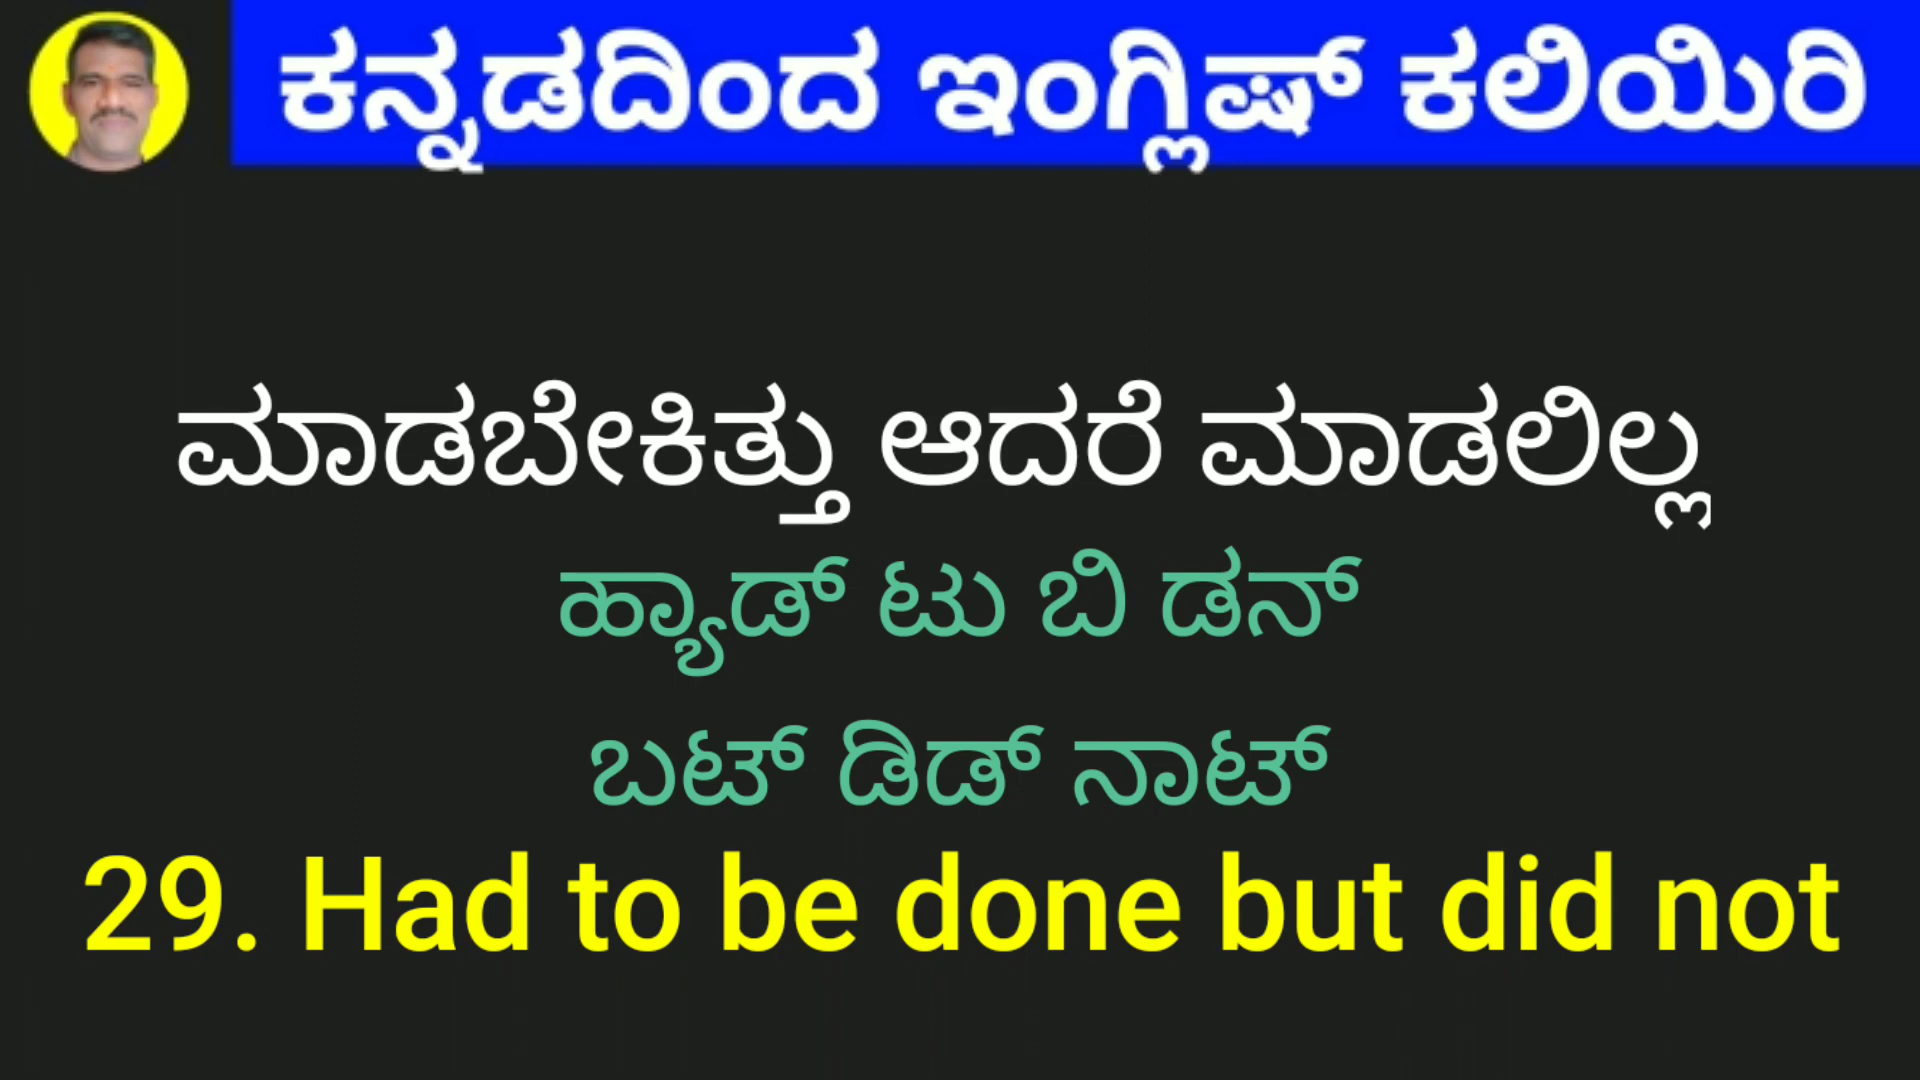 ಕನ್ನಡದಿಂದ ಇಂಗ್ಲಿಷ್ ಕಲಿಯಿರಿ
ಮಾಡಬೇಕಿತ್ತು ಆದರೆ ಮಾಡಲಿಲ್ಲ
ಹ್ಯಾಡ್ ಟು ಬಿ ಡನ್
ಬಟ್ ಡಿಡ್ ನಾಟ್
29. Had to be done but did not